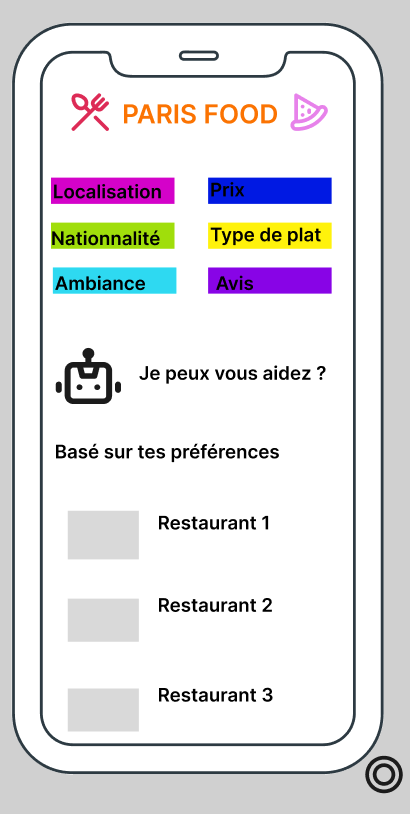 PARIS FOOD
Localisation
Prix
Nationnalité
Type de plat
Ambiance
Avis
Je peux vous aidez ?
Basé sur tes préférences
Restaurant 1
Restaurant 2
Restaurant 3